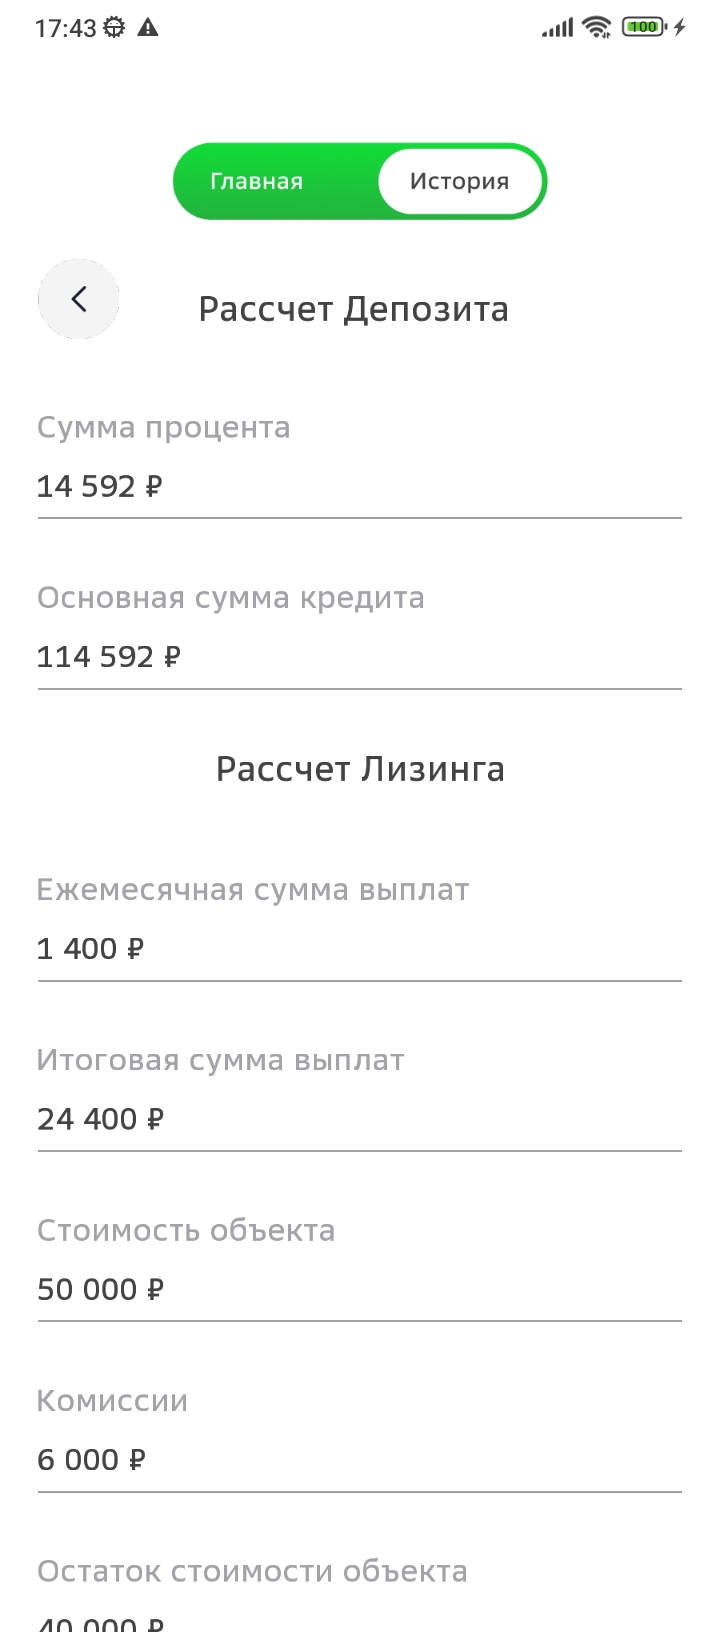 17:43
100
Главная
История
Рассчет Депозита
Сумма процента
14 592 ₽
Основная сумма кредита
114 592 ₽
Рассчет Лизинга
Ежемесячная сумма выплат
1 400 ₽
Итоговая сумма выплат
24 400 ₽
Стоимость объекта
50 000 ₽
Комиссии
6 000 ₽
Остаток стоимости объекта
40 000 ₽